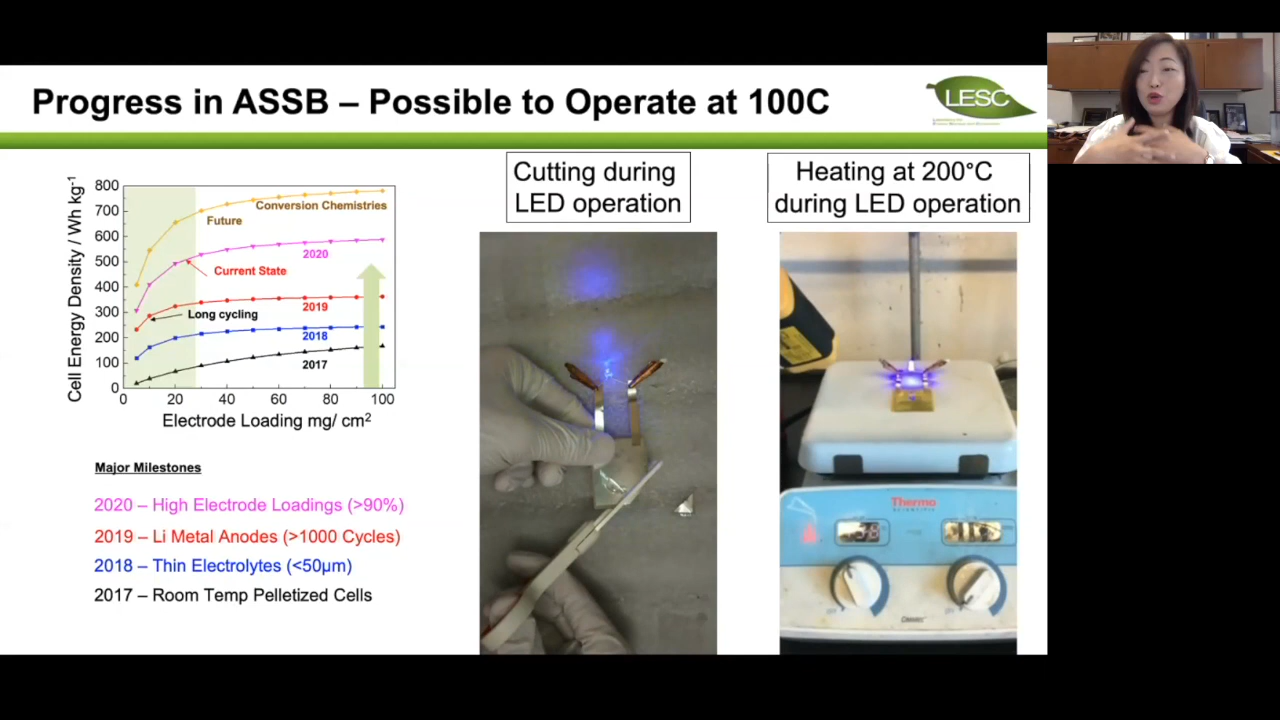 Progress in ASSB – Possible to Operate at 100C
LESC
Cell Energy Density / Wh kg-1
800
700
600
500
400
300
200
100
0
Conversion Chemistries
Future
2020
Current State
2019
Long cycling
2018
2017
0
20
40
60
80
100
Electrode Loading mg/ cm2
Major Milestones
2020 – High Electrode Loadings (>90%)
2019 – Li Metal Anodes (>1000 Cycles)
2018 – Thin Electrolytes (<50μm)
2017 – Room Temp Pelletized Cells
Cutting during
LED operation
Heating at 200°C
during LED operation
Thermo
SCIENTIFIC